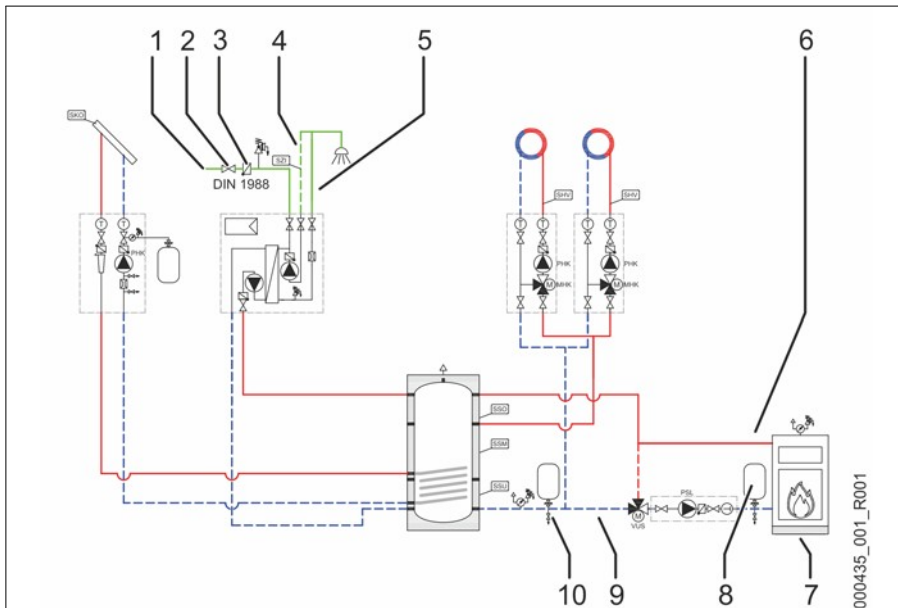 1 2 3 4 5 6
SKO
SZI
DIN 1988
SHV SHV
T T T T T T
PHK PHK PHK
M MHK M MHK
SSO
SSM
SSU
PSL
M
VUS
10 9 8 7
000435_001_R001